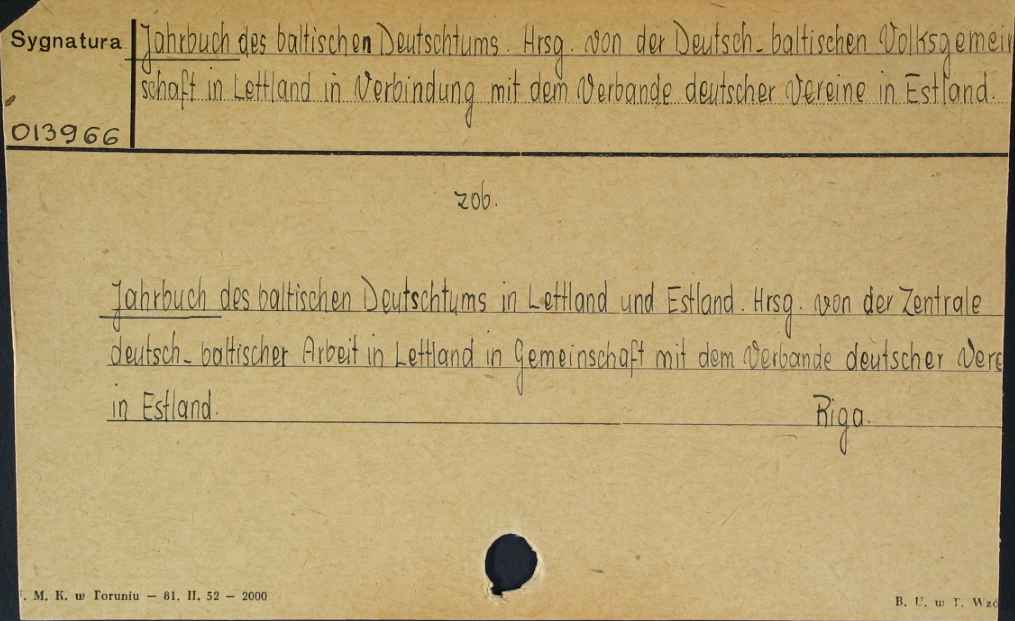 Sygnatura
Jahrbuch des baltischen Deutschtums. Hrsg. von der Deutsch-baltischen Volksgemein
schaft in Lettland in Verbindung mit dem Verbande deutscher Vereine in Estland.
013966
zob.
Jahrbuch des baltischen Deutschtums in Lettland und Estland. Hrsg. von der Zentrale
deutsch-baltischer Arbeit in Lettland in Gemeinschaft mit dem Verbande deutscher Vere
in Estland. Riga.
. M. K. w Toruniu — 81. II. 52 — 2000
B. U. w T. Wzó